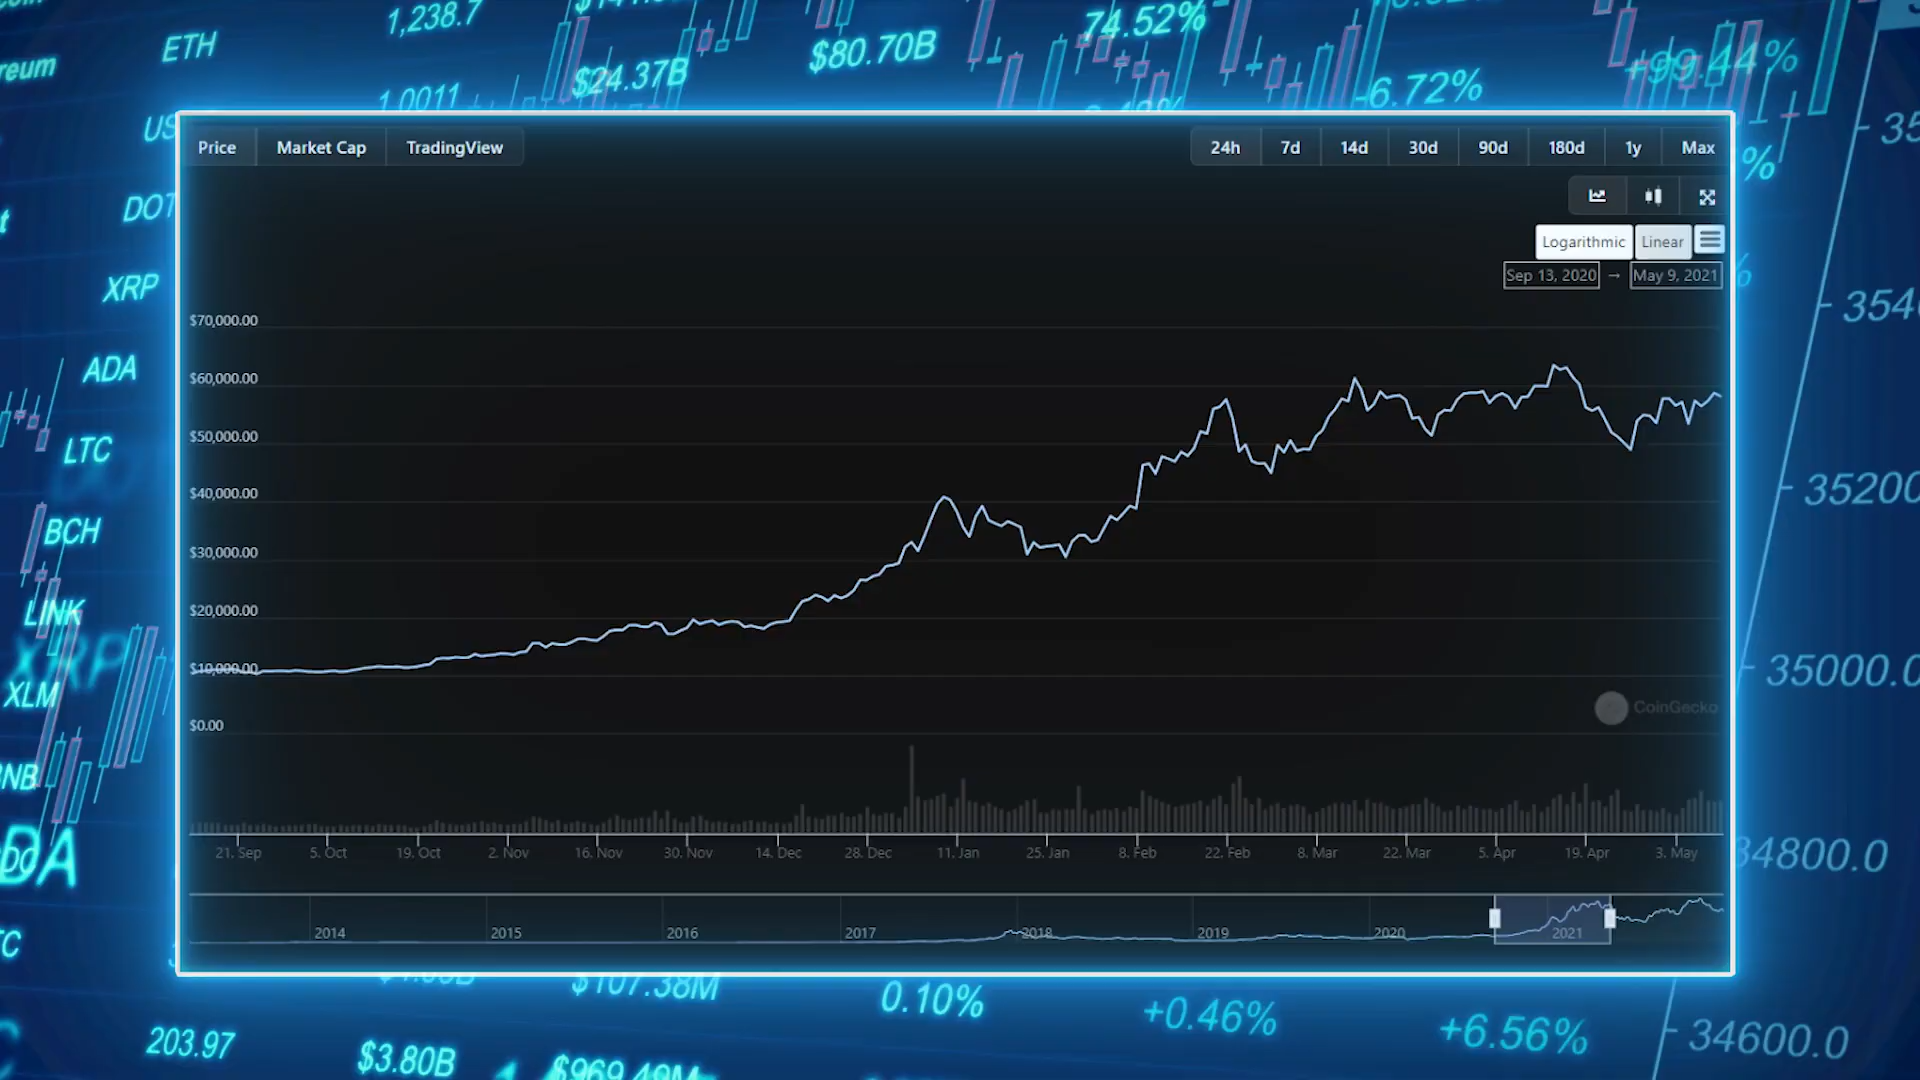 1,238.7
ETH
$80.70B
74.52%
$24.37B
-6.72%
+99.44%
1.0011
DOT
XRP
ADA
LTC
BCH
LINK
XRP
XLM
Price Market Cap TradingView
24h 7d 14d 30d 90d 180d 1y Max
Logarithmic Linear
Sep 13, 2020 → May 9, 2021
$70,000.00
$60,000.00
$50,000.00
$40,000.00
$30,000.00
$20,000.00
$10,000.00
$0.00
CoinGecko
21. Sep 5. Oct 19. Oct 2. Nov 16. Nov 30. Nov 14. Dec 28. Dec 11. Jan 25. Jan 8. Feb 22. Feb 8. Mar 22. Mar 5. Apr 19. Apr 3. May
2014 2015 2016 2017 2018 2019 2020 2021
35200
35000.0
34800.0
34600.0
$107.38M
0.10%
+0.46%
+6.56%
203.97
$3.80B
$969.49M